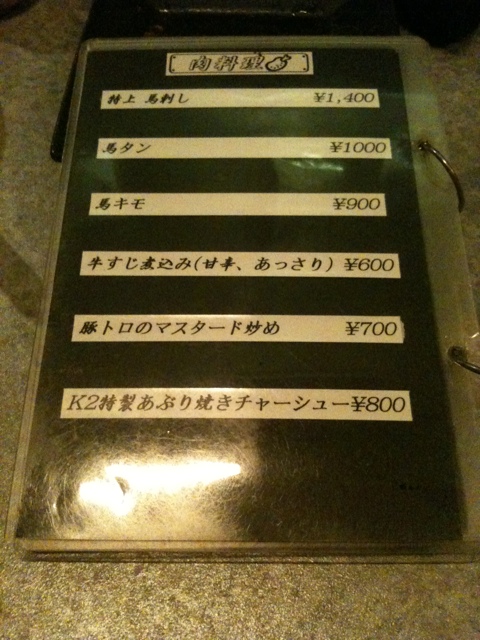 肉料理
特上 馬刺し ¥1,400
馬タン ¥1000
馬キモ ¥900
牛すじ煮込み(甘辛、あっさり) ¥600
豚トロのマスタード炒め ¥700
K2特製あぶり焼きチャーシュー¥800